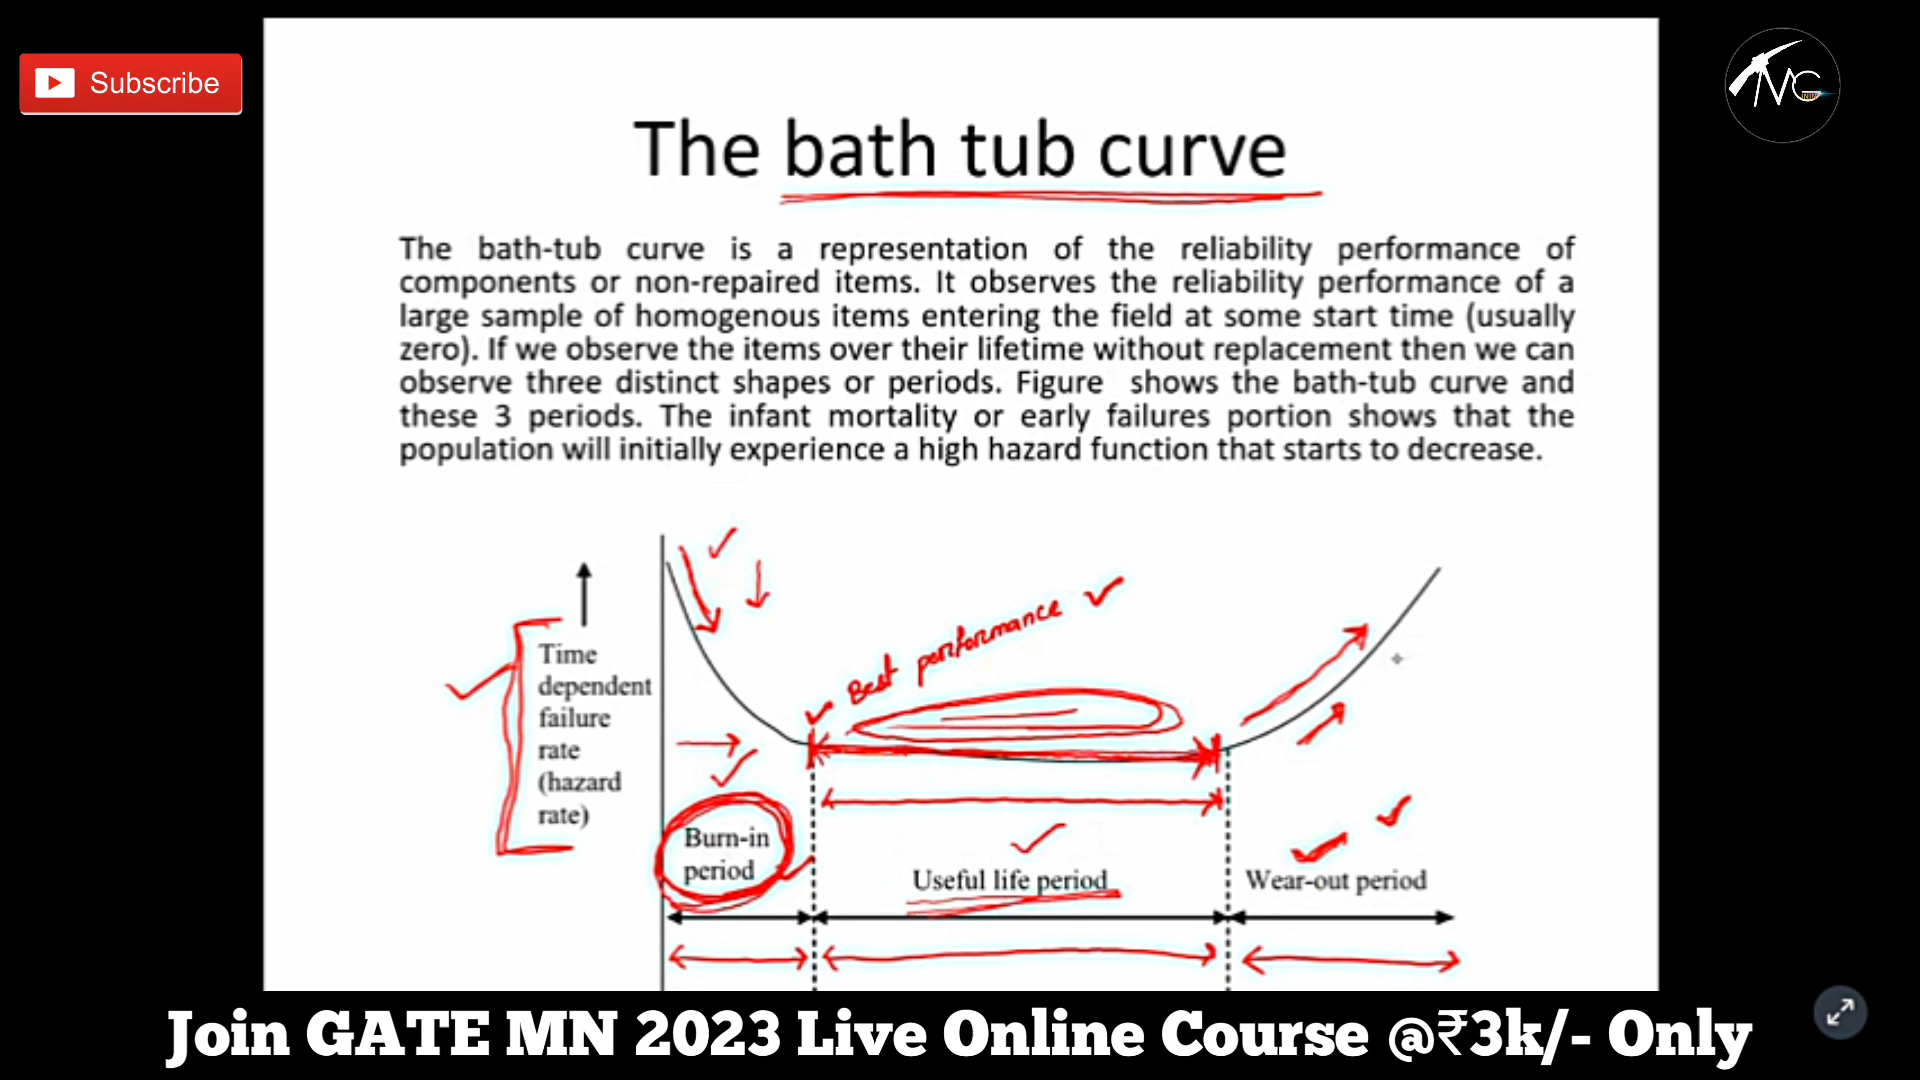 Subscribe
MG
The bath tub curve
The bath-tub curve is a representation of the reliability performance of
components or non-repaired items. It observes the reliability performance of a
large sample of homogenous items entering the field at some start time (usually
zero). If we observe the items over their lifetime without replacement then we can
observe three distinct shapes or periods. Figure shows the bath-tub curve and
these 3 periods. The infant mortality or early failures portion shows that the
population will initially experience a high hazard function that starts to decrease.
Best performance
Time
dependent
failure
rate
(hazard
rate)
Burn-in
period
Useful life period
Wear-out period
Join GATE MN 2023 Live Online Course @₹3k/- Only